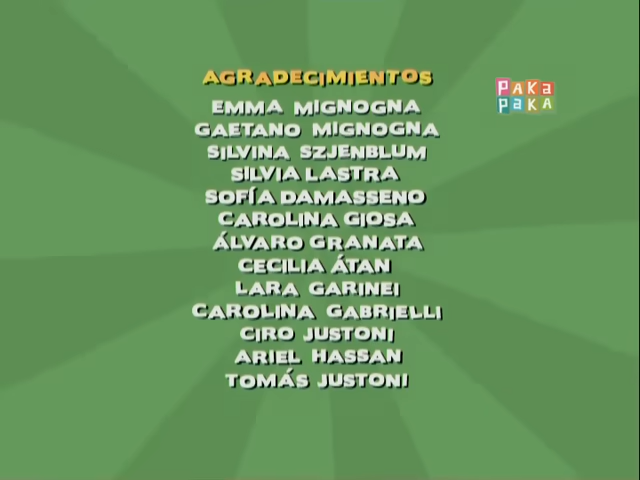 AGRADECIMIENTOS
EMMA MIGNOGNA
GAETANO MIGNOGNA
SILVINA SZJENBLUM
SILVIA LASTRA
SOFÍA DAMASSENO
CAROLINA GIOSA
ÁLVARO GRANATA
CECILIA ÁTAN
LARA GARINEI
CAROLINA GABRIELLI
CIRO JUSTONI
ARIEL HASSAN
TOMÁS JUSTONI
PAKa
PaKA